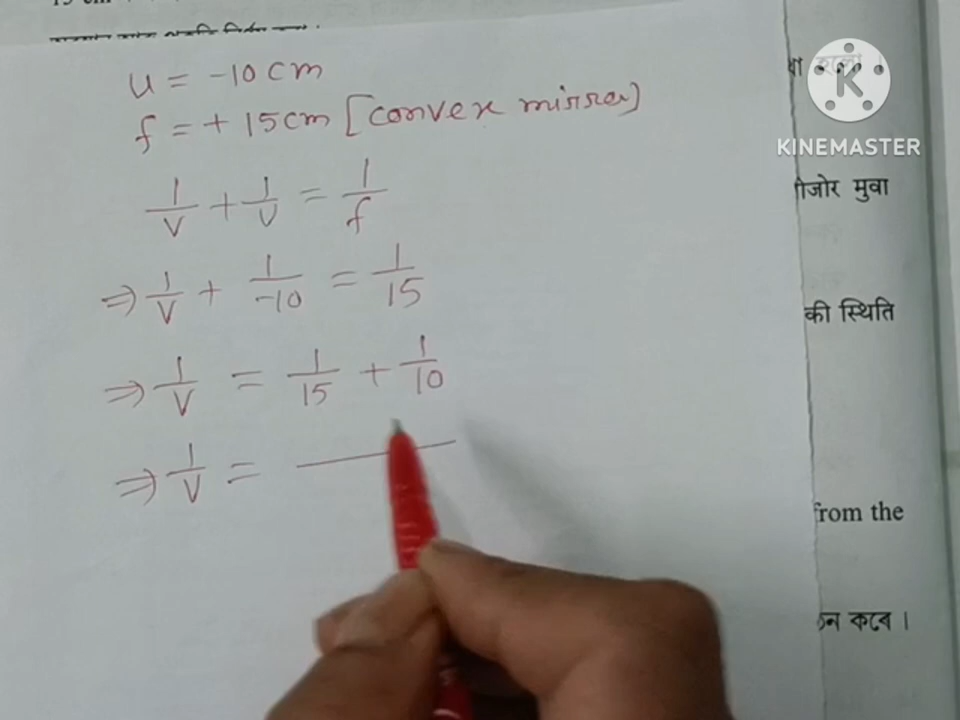 u = -10 cm
f = + 15 cm [convex mirror]
1/v + 1/u = 1/f
⇒ 1/v + 1/-10 = 1/15
⇒ 1/v = 1/15 + 1/10
⇒ 1/v =
KINEMASTER
मुवा
की स्थिति
from the
कবে।